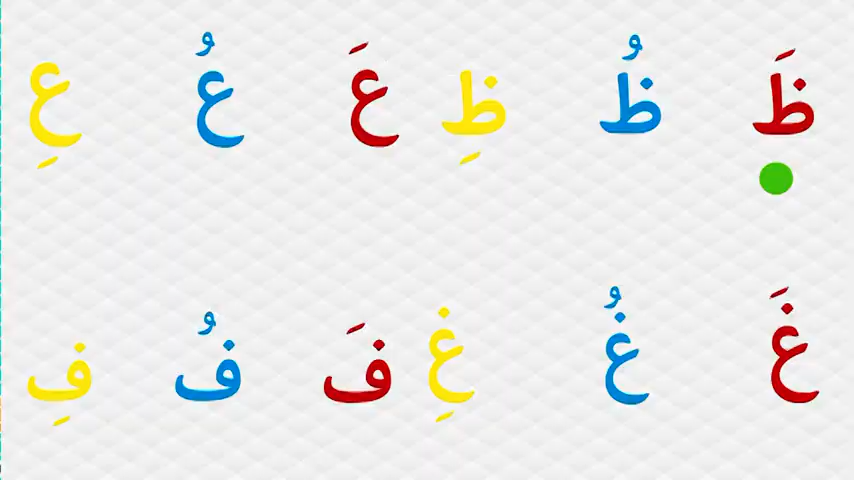 ظَ ظُ ظِ عَ عُ عِ
غَ غُ غِ فَ فُ فِ